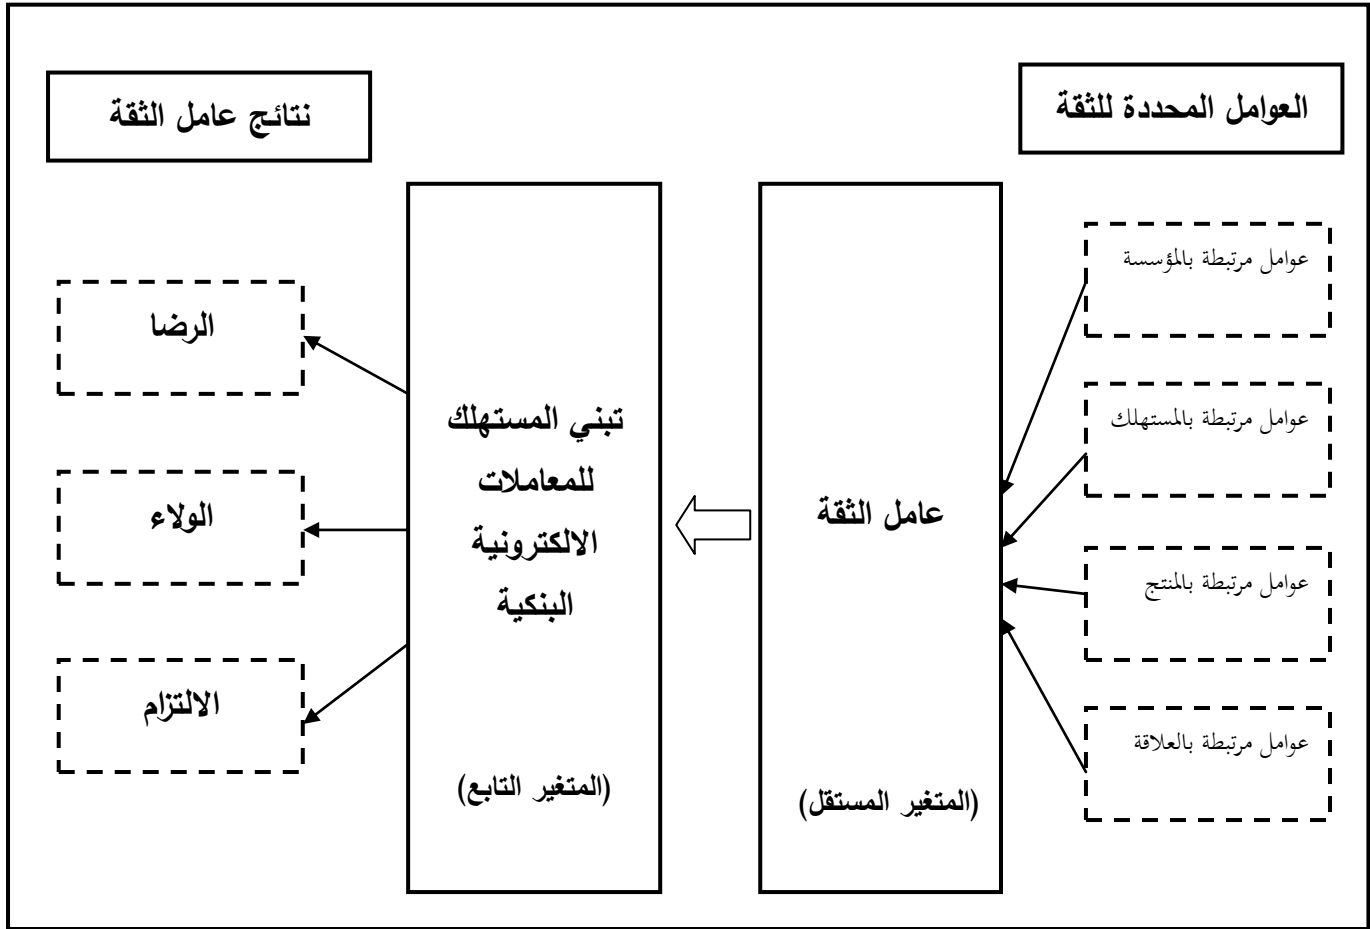 العوامل المحددة للثقة
نتائج عامل الثقة
عوامل مرتبطة بالمؤسسة
عوامل مرتبطة بالمستهلك
عوامل مرتبطة بالمنتج
عوامل مرتبطة بالعلاقة
عامل الثقة
(المتغير المستقل)
تبني المستهلك
للمعاملات
الالكترونية
البنكية
(المتغير التابع)
الرضا
الولاء
الالتزام